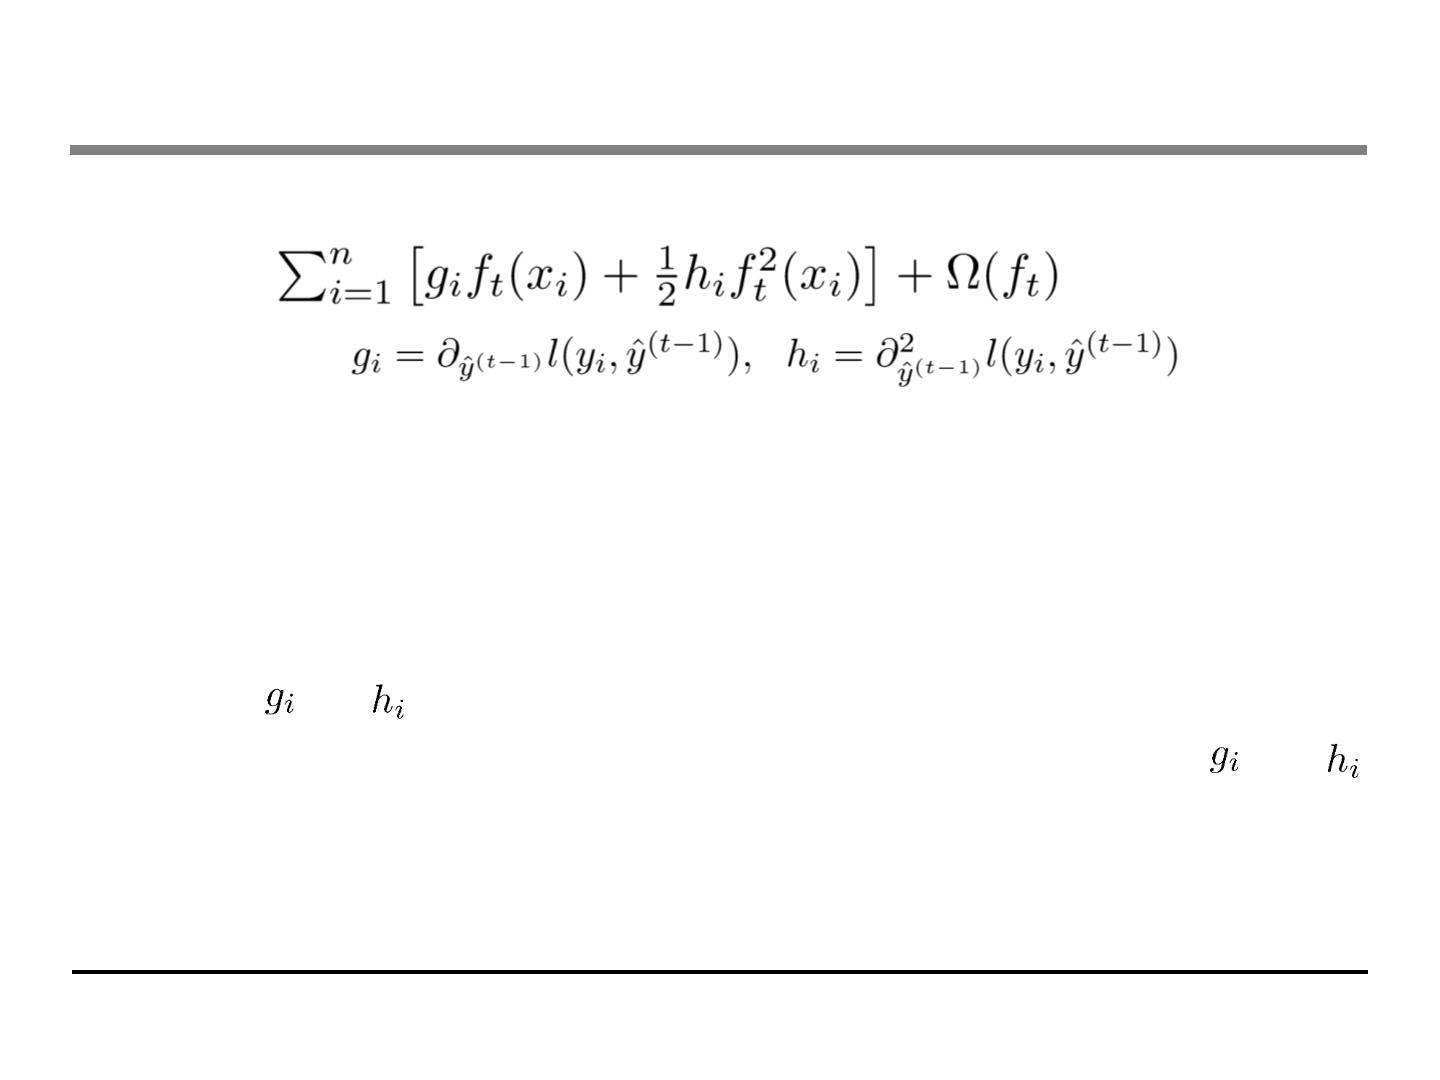 $\sum_{i=1}^{n} \left[ g_i f_t(x_i) + \frac{1}{2} h_i f_t^2(x_i) \right] + \Omega(f_t)$
$g_i = \partial_{\hat{y}^{(t-1)}} l(y_i, \hat{y}^{(t-1)}), \quad h_i = \partial^2_{\hat{y}^{(t-1)}} l(y_i, \hat{y}^{(t-1)})$
$g_i$ $h_i$
$g_i$ $h_i$